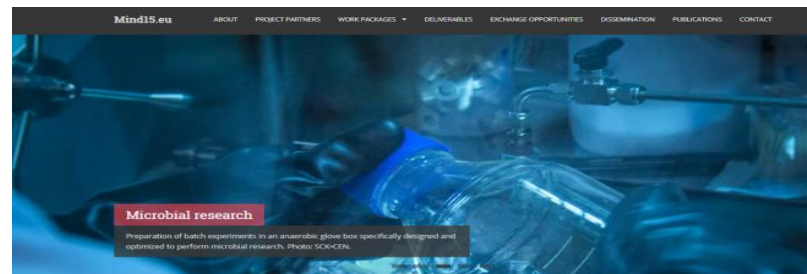 Mind15.eu ABOUT PROJECT PARTNERS WORK PACKAGES DELIVERABLES EXCHANGE OPPORTUNITIES DISSEMINATION PUBLICATIONS CONTACT
Microbial research
Preparation of batch experiments in an anaerobic glove box specifically designed and
optimized to perform microbial research. Photo: SCK•CEN.